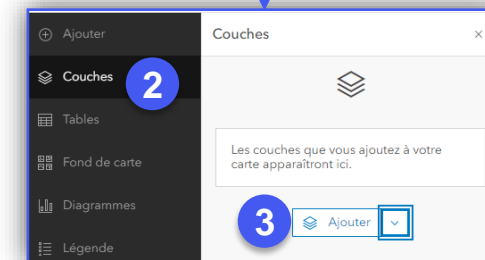 Ajouter
Couches
2
Tables
Fond de carte
Diagrammes
Légende
Couches
×
Les couches que vous ajoutez à votre
carte apparaîtront ici.
3
Ajouter